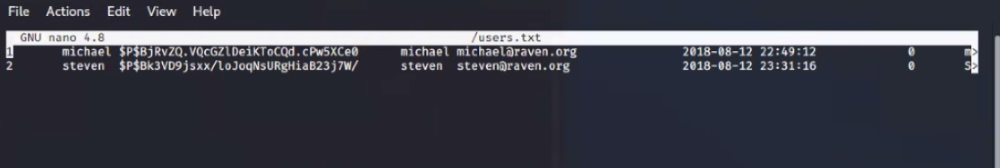 File Actions Edit View Help
GNU nano 4.8 /users.txt
1 michael $P$BjRvZQ.VQcGZlDeiKToCQd.cPw5XCe0 michael michael@raven.org 2018-08-12 22:49:12 0 m>
2 steven $P$Bk3VD9jsxx/loJoqNsURgHiaB23j7W/ steven steven@raven.org 2018-08-12 23:31:16 0 S>